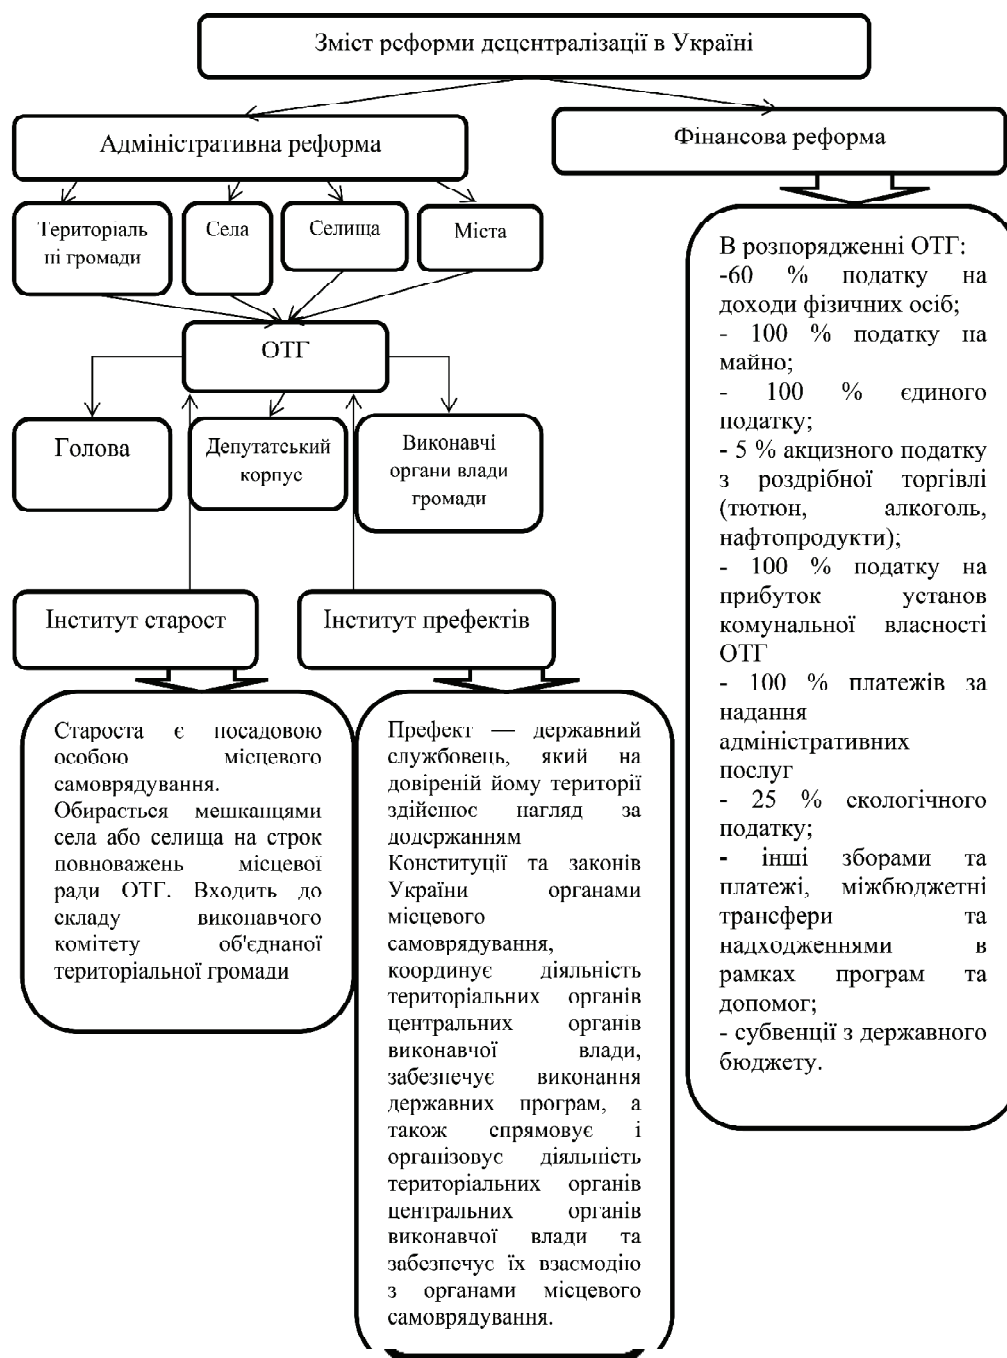 Зміст реформи децентралізації в Україні
Адміністративна реформа
Фінансова реформа
Територіаль
ні громади
Села
Селища
Міста
ОТГ
Голова
Депутатський
корпус
Виконавчі
органи влади
громади
Інститут старост
Інститут префектів
Староста є посадовою
особою місцевого
самоврядування.
Обирається мешканцями
села або селища на строк
повноважень місцевої
ради ОТГ. Входить до
складу виконавчого
комітету об'єднаної
територіальної громади
Префект — державний
службовець, який на
довіреній йому території
здійснює нагляд за
додержанням
Конституції та законів
України органами
місцевого
самоврядування,
координує діяльність
територіальних органів
центральних органів
виконавчої влади,
забезпечує виконання
державних програм, а
також спрямовує і
організовує діяльність
територіальних органів
центральних органів
виконавчої влади та
забезпечує їх взаємодію
з органами місцевого
самоврядування.
В розпорядженні ОТГ:
-60 % податку на
доходи фізичних осіб;
- 100 % податку на
майно;
- 100 % єдиного
податку;
- 5 % акцизного податку
з роздрібної торгівлі
(тютюн, алкоголь,
нафтопродукти);
- 100 % податку на
прибуток установ
комунальної власності
ОТГ
- 100 % платежів за
надання
адміністративних
послуг
- 25 % екологічного
податку;
- інші зборами та
платежі, міжбюджетні
трансфери та
надходженнями в
рамках програм та
допомог;
- субвенції з державного
бюджету.